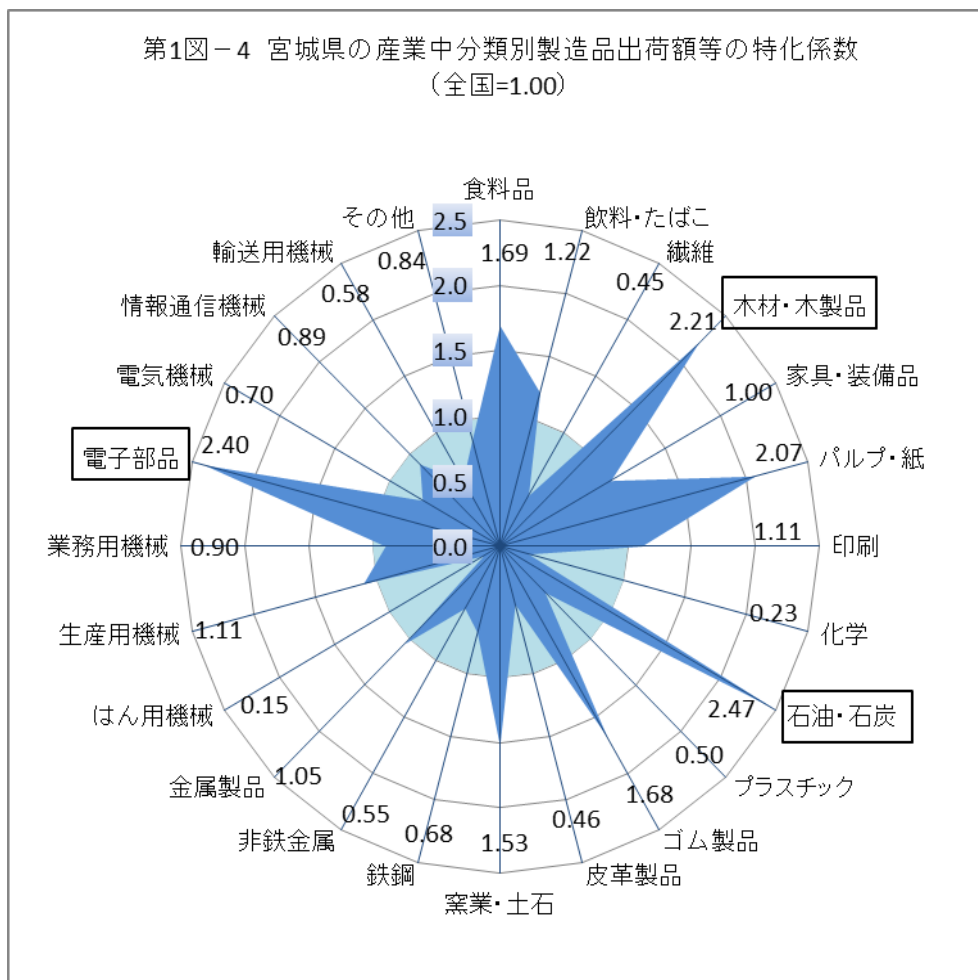 第1図－4 宮城県の産業中分類別製造品出荷額等の特化係数
（全国=1.00）
食料品
1.69
飲料・たばこ
1.22
繊維
0.45
木材・木製品
2.21
家具・装備品
1.00
パルプ・紙
2.07
印刷
1.11
化学
0.23
石油・石炭
2.47
プラスチック
0.50
ゴム製品
1.68
皮革製品
0.46
窯業・土石
1.53
鉄鋼
0.68
非鉄金属
0.55
金属製品
1.05
はん用機械
0.15
生産用機械
1.11
業務用機械
0.90
電子部品
2.40
電気機械
0.70
情報通信機械
0.89
輸送用機械
0.58
その他
0.84
2.5
2.0
1.5
1.0
0.5
0.0